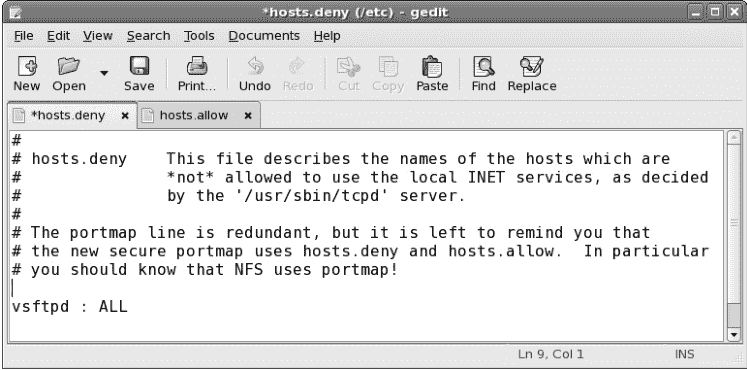 *hosts.deny (/etc) - gedit
File Edit View Search Tools Documents Help
New Open Save Print... Undo Redo Cut Copy Paste Find Replace
*hosts.deny × hosts.allow ×
#
# hosts.deny    This file describes the names of the hosts which are
#               *not* allowed to use the local INET services, as decided
#               by the '/usr/sbin/tcpd' server.
#
# The portmap line is redundant, but it is left to remind you that
# the new secure portmap uses hosts.deny and hosts.allow.  In particular
# you should know that NFS uses portmap!
vsftpd : ALL
Ln 9, Col 1 INS